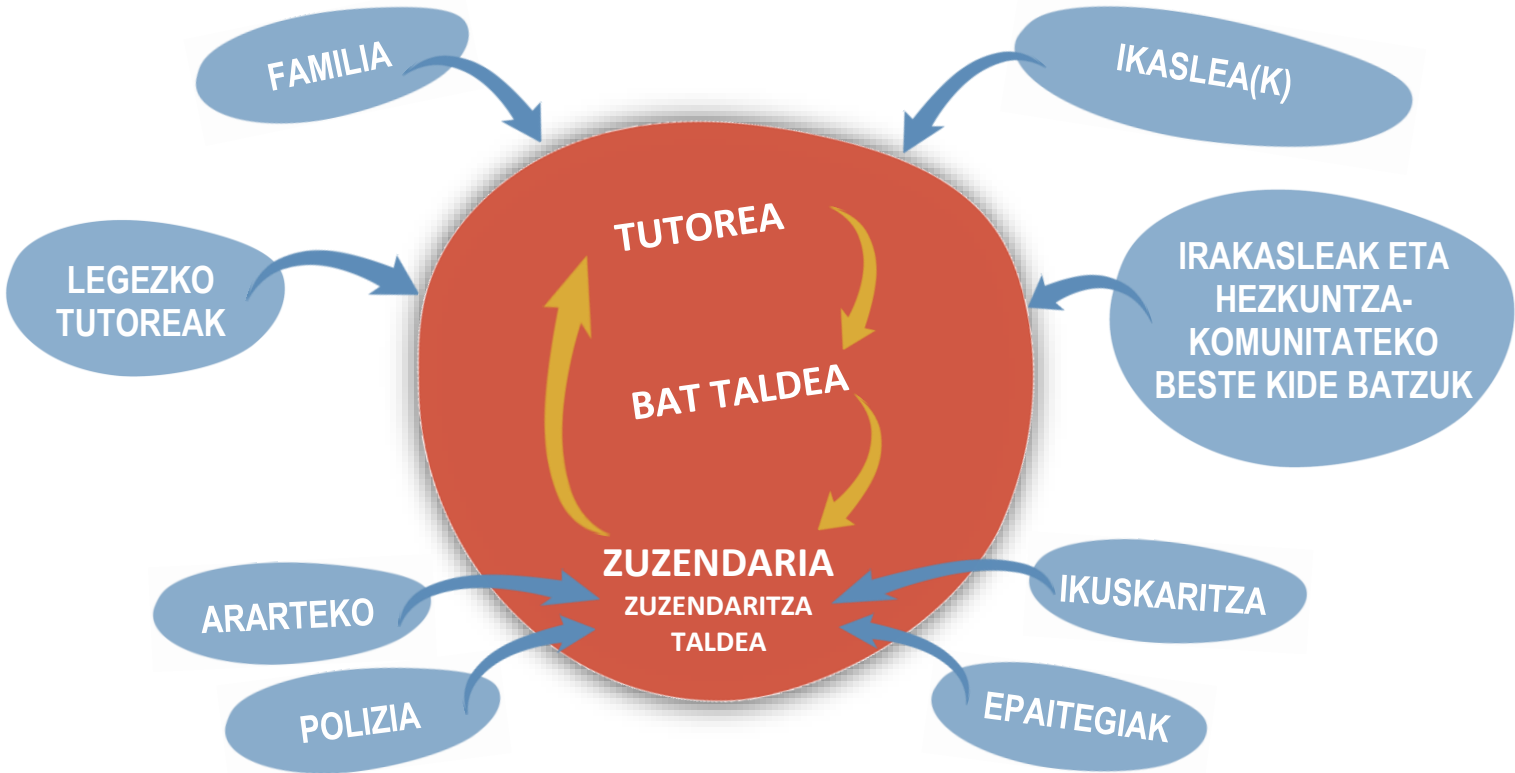 FAMILIA
IKASLEA(K)
TUTOREA
LEGEZKO
TUTOREAK
IRAKASLEAK ETA
HEZKUNTZA-
KOMUNITATEKO
BESTE KIDE BATZUK
BAT TALDEA
ZUZENDARIA
ZUZENDARITZA
TALDEA
ARARTEKO
IKUSKARITZA
POLIZIA
EPAITEGIAK